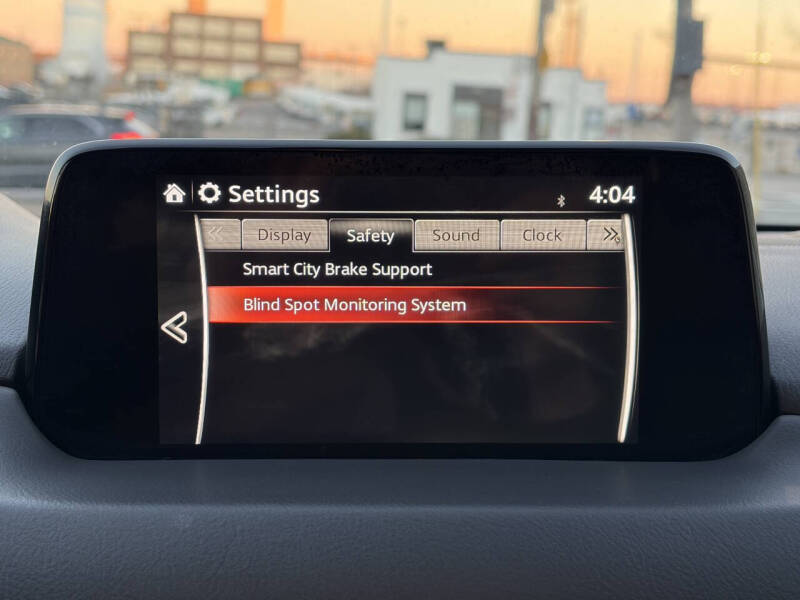 Settings 4:04
Display Safety Sound Clock
Smart City Brake Support
Blind Spot Monitoring System